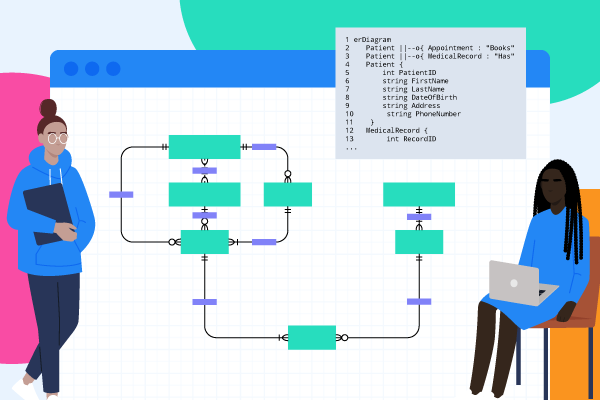 1 erDiagram
2 Patient ||--o{ Appointment : "Books"
3 Patient ||--o{ MedicalRecord : "Has"
4 Patient {
5 int PatientID
6 string FirstName
7 string LastName
8 string DateOfBirth
9 string Address
10 string PhoneNumber
11 }
12 MedicalRecord {
13 int RecordID
...